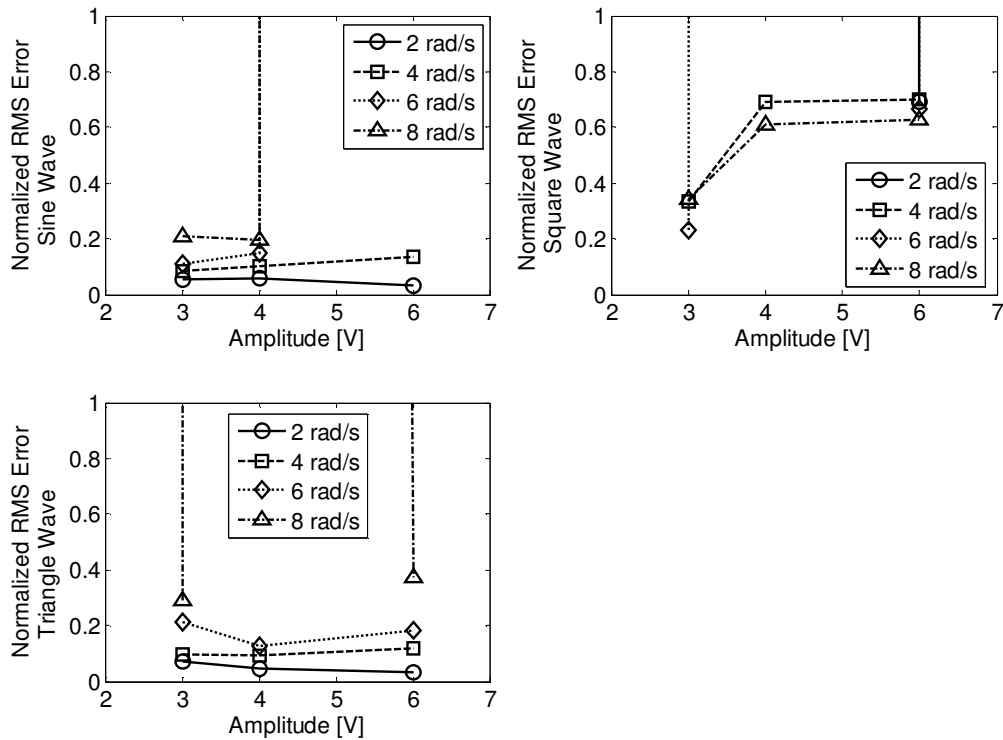 Normalized RMS Error
Sine Wave
1
0.8
0.6
0.4
0.2
0
2 3 4 5 6 7
Amplitude [V]
2 rad/s
4 rad/s
6 rad/s
8 rad/s
Normalized RMS Error
Square Wave
1
0.8
0.6
0.4
0.2
0
2 3 4 5 6 7
Amplitude [V]
2 rad/s
4 rad/s
6 rad/s
8 rad/s
Normalized RMS Error
Triangle Wave
1
0.8
0.6
0.4
0.2
0
2 3 4 5 6 7
Amplitude [V]
2 rad/s
4 rad/s
6 rad/s
8 rad/s